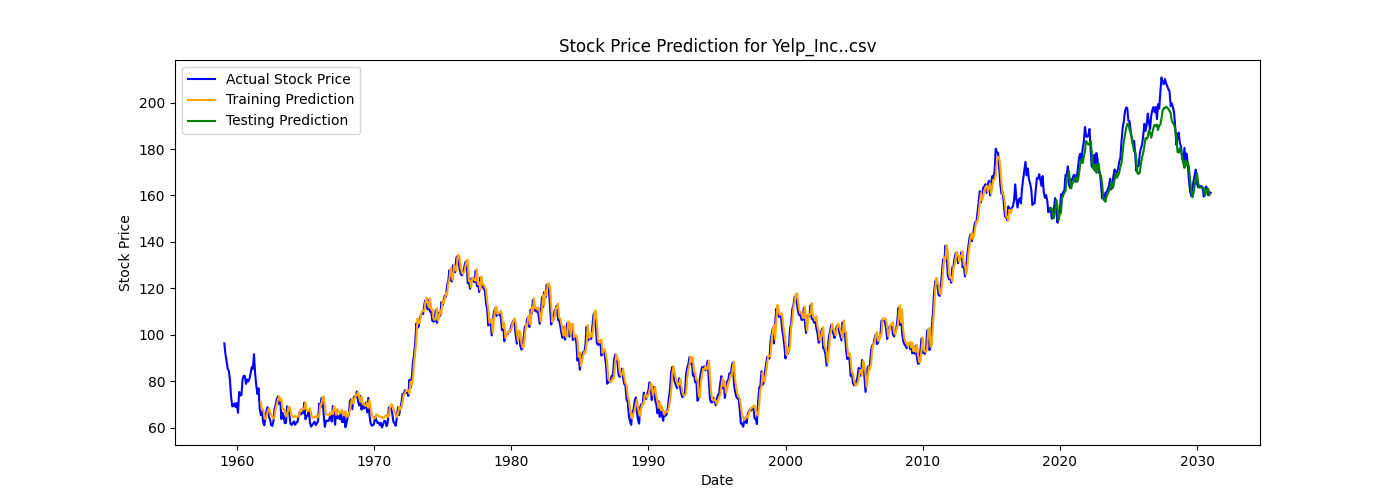 Stock Price Prediction for Yelp_Inc..csv
Actual Stock Price
Training Prediction
Testing Prediction
Stock Price
200
180
160
140
120
100
80
60
1960 1970 1980 1990 2000 2010 2020 2030
Date